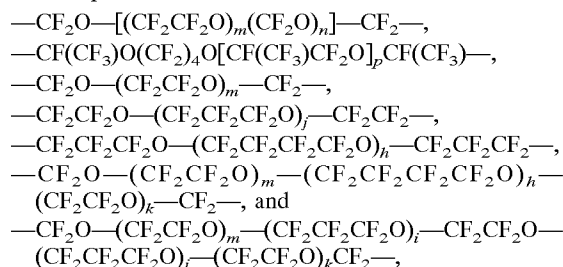 —CF₂O—[(CF₂CF₂O)ₘ(CF₂O)ₙ]—CF₂—,
—CF(CF₃)O(CF₂)₄O[CF(CF₃)CF₂O]ₚCF(CF₃)—,
—CF₂O—(CF₂CF₂O)ₘ—CF₂—,
—CF₂CF₂O—(CF₂CF₂CF₂O)ⱼ—CF₂CF₂—,
—CF₂CF₂CF₂O—(CF₂CF₂CF₂CF₂O)ₕ—CF₂CF₂CF₂—,
—CF₂O—(CF₂CF₂O)ₘ—(CF₂CF₂CF₂CF₂O)ₕ—
(CF₂CF₂O)ₖ—CF₂—, and
—CF₂O—(CF₂CF₂O)ₘ—(CF₂CF₂CF₂O)ᵢ—CF₂CF₂O—
(CF₂CF₂CF₂O)ᵢ—(CF₂CF₂O)ₖCF₂—,